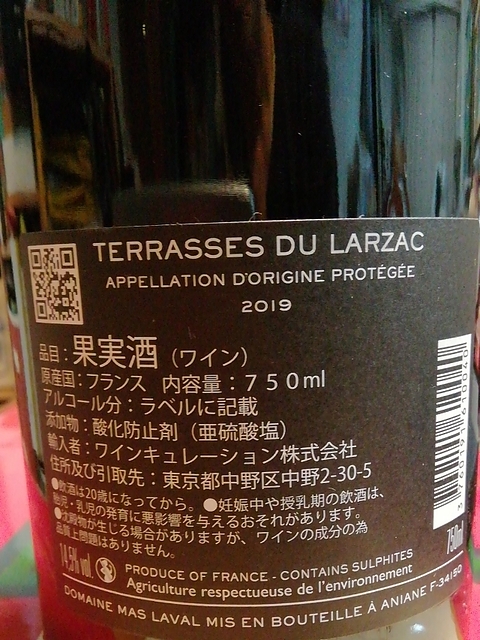 TERRASSES DU LARZAC
APPELLATION D'ORIGINE PROTÉGÉE
2019
品目：果実酒（ワイン）
原産国：フランス 内容量：７５０ml
アルコール分：ラベルに記載
添加物：酸化防止剤（亜硫酸塩）
輸入者：ワインキュレーション株式会社
住所及び引取先：東京都中野区中野2-30-5
●飲酒は20歳になってから。●妊娠中や授乳期の飲酒は、
胎児・乳児の発育に悪影響を与えるおそれがあります。
●沈殿物が生じる場合がありますが、ワインの成分の為
品質上問題はありません。
14,5% vol.
750ml
PRODUCE OF FRANCE - CONTAINS SULPHITES
Agriculture respectueuse de l'environnement
DOMAINE MAS LAVAL MIS EN BOUTEILLE À ANIANE F-34150